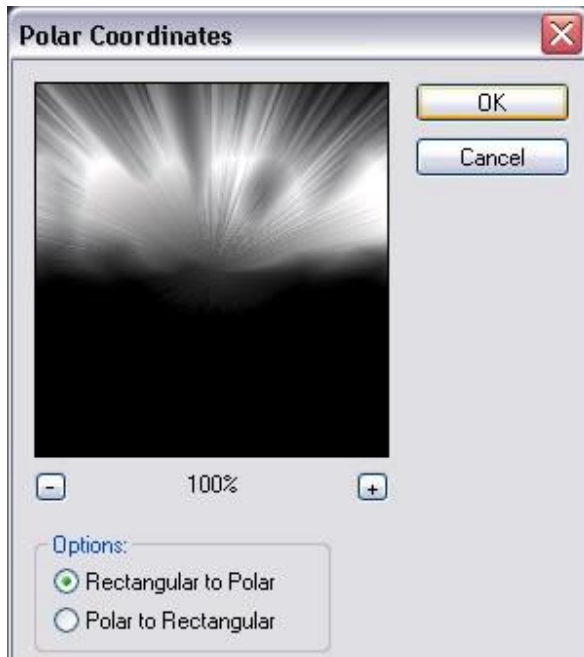 Polar Coordinates
OK
Cancel
- 100% +
Options:
Rectangular to Polar
Polar to Rectangular